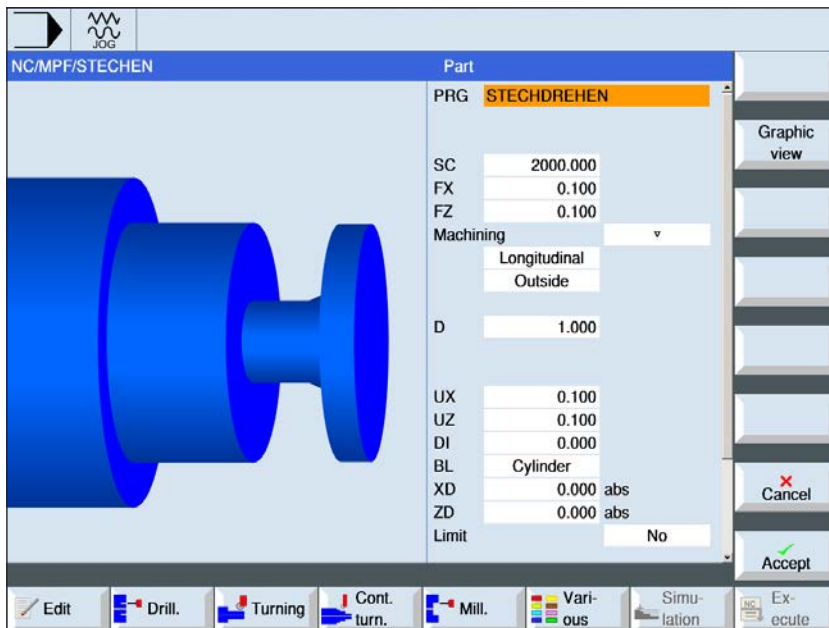 JOG
NC/MPF/STECHEN
Part
PRG STECHDREHEN
Graphic
view
SC 2000.000
FX 0.100
FZ 0.100
Machining ▿
Longitudinal
Outside
D 1.000
UX 0.100
UZ 0.100
DI 0.000
BL Cylinder
XD 0.000 abs
ZD 0.000 abs
Limit No
Cancel
Accept
Edit
Drill.
Turning
Cont.
turn.
Mill.
Vari-
ous
Simu-
lation
NC
Ex-
ecute